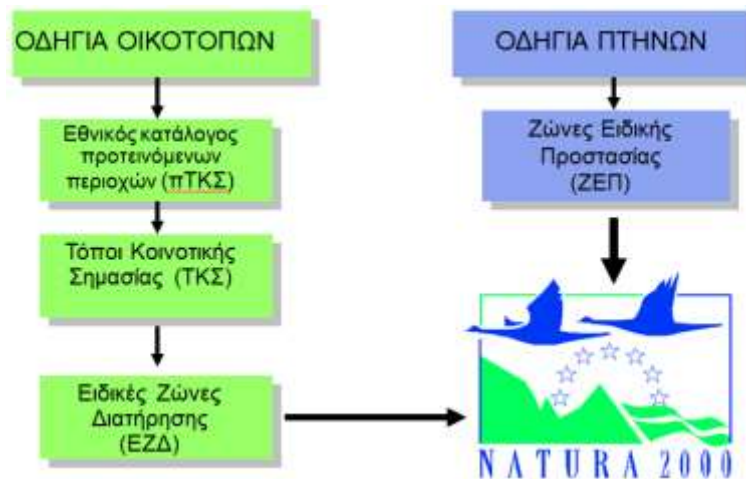 ΟΔΗΓΙΑ ΟΙΚΟΤΟΠΩΝ
Εθνικός κατάλογος
προτεινόμενων
περιοχών (πΤΚΣ)
Τόποι Κοινοτικής
Σημασίας (ΤΚΣ)
Ειδικές Ζώνες
Διατήρησης
(ΕΖΔ)
ΟΔΗΓΙΑ ΠΤΗΝΩΝ
Ζώνες Ειδικής
Προστασίας
(ΖΕΠ)
NATURA 2000